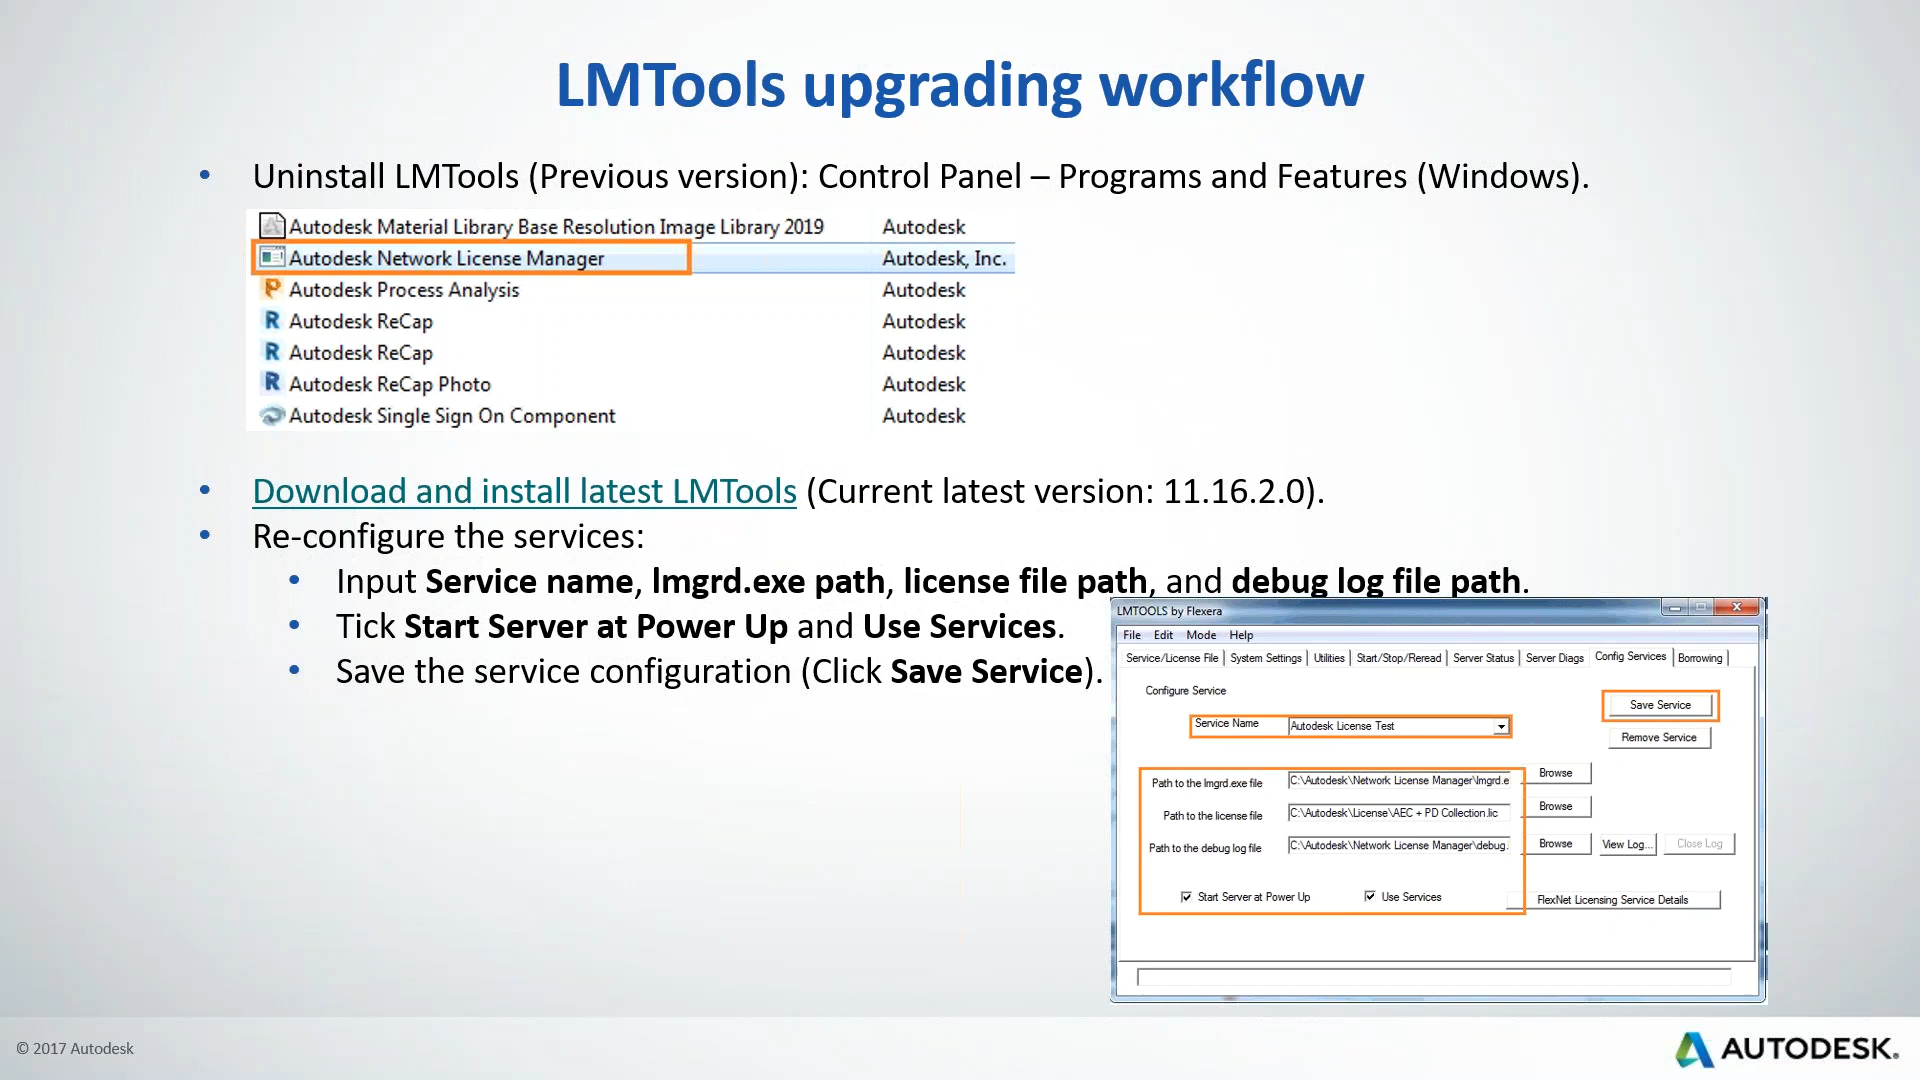 LMTools upgrading workflow
• Uninstall LMTools (Previous version): Control Panel – Programs and Features (Windows).
Autodesk Material Library Base Resolution Image Library 2019 Autodesk
Autodesk Network License Manager Autodesk, Inc.
Autodesk Process Analysis Autodesk
Autodesk ReCap Autodesk
Autodesk ReCap Autodesk
Autodesk ReCap Photo Autodesk
Autodesk Single Sign On Component Autodesk
• Download and install latest LMTools (Current latest version: 11.16.2.0).
• Re-configure the services:
• Input Service name, lmgrd.exe path, license file path, and debug log file path.
• Tick Start Server at Power Up and Use Services.
• Save the service configuration (Click Save Service).
LMTOOLS by Flexera
File Edit Mode Help
Service/License File System Settings Utilities Start/Stop/Reread Server Status Server Diags Config Services Borrowing
Configure Service
Save Service
Service Name Autodesk License Test
Remove Service
Path to the lmgrd.exe file C:\Autodesk\Network License Manager\lmgrd.e Browse
Path to the license file C:\Autodesk\License\AEC + PD Collection.lic Browse
Path to the debug log file C:\Autodesk\Network License Manager\debug. Browse View Log... Close Log
Start Server at Power Up Use Services FlexNet Licensing Service Details
© 2017 Autodesk
AUTODESK.